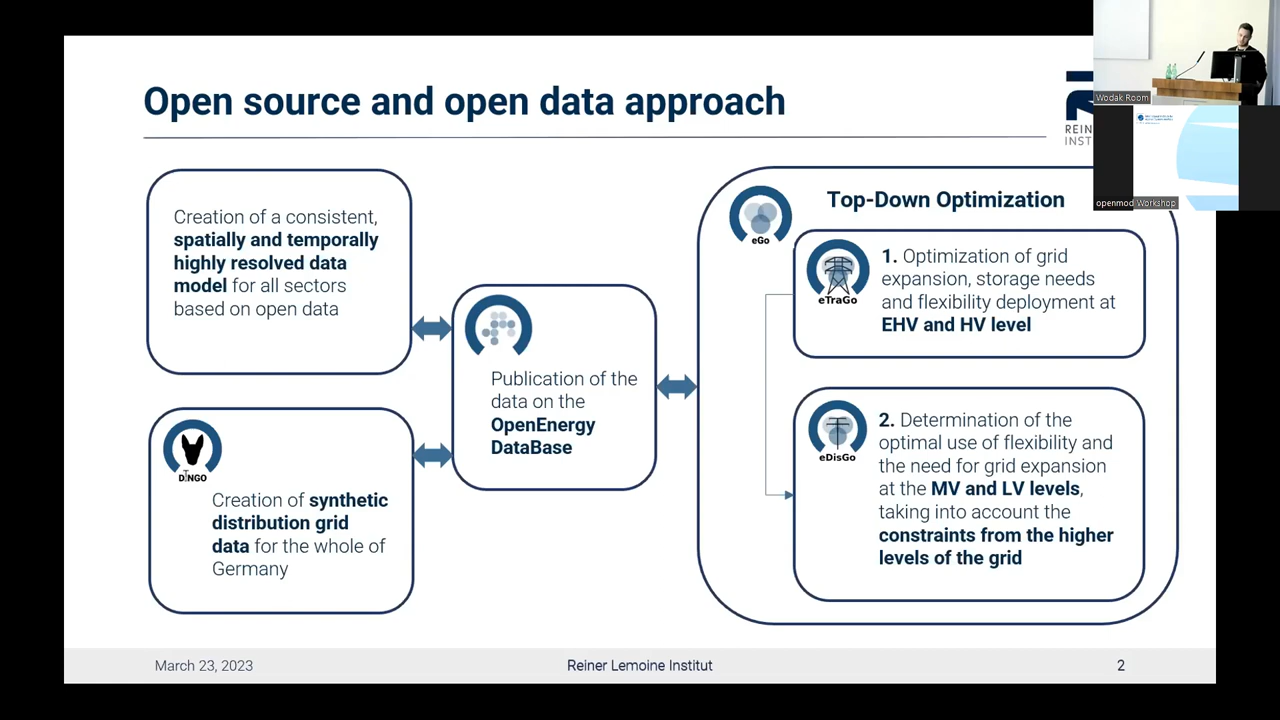 Open source and open data approach
REIN
INST
Wodak Room
openmod Workshop
Creation of a consistent,
spatially and temporally
highly resolved data
model for all sectors
based on open data
DINGO
Creation of synthetic
distribution grid
data for the whole of
Germany
Publication of the
data on the
OpenEnergy
DataBase
eGo
Top-Down Optimization
eTraGo
1. Optimization of grid
expansion, storage needs
and flexibility deployment at
EHV and HV level
eDisGo
2. Determination of the
optimal use of flexibility and
the need for grid expansion
at the MV and LV levels,
taking into account the
constraints from the higher
levels of the grid
March 23, 2023
Reiner Lemoine Institut
2